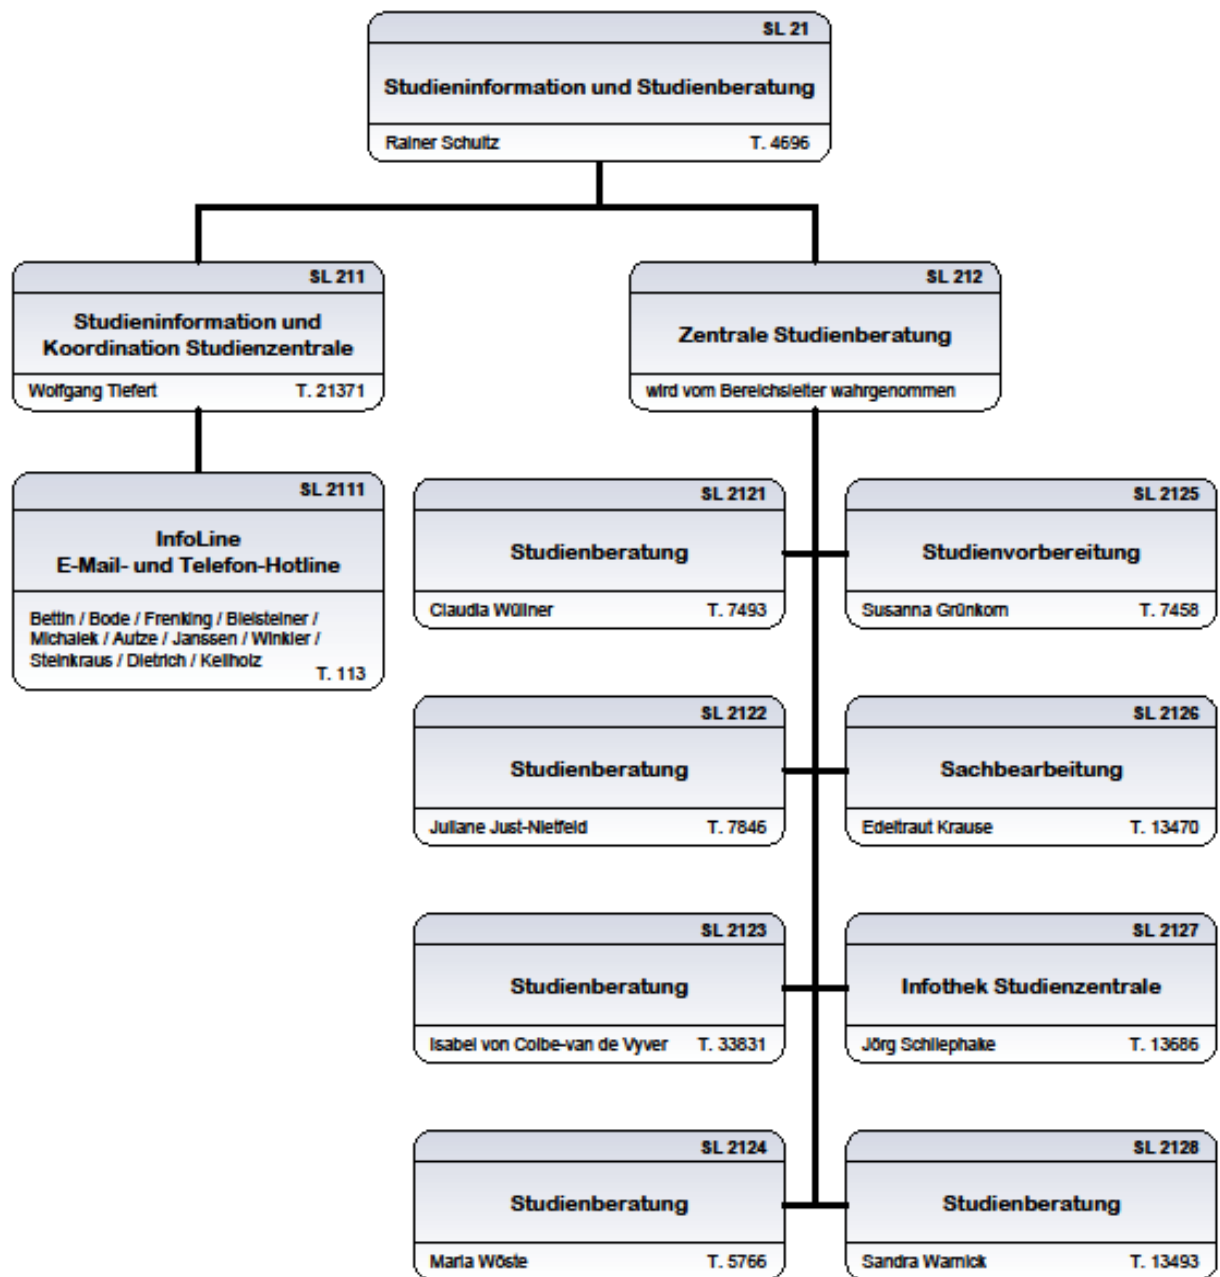 SL 21
Studieninformation und Studienberatung
Rainer Schultz T. 4696
SL 211
Studieninformation und
Koordination Studienzentrale
Wolfgang Tiefert T. 21371
SL 2111
InfoLine
E-Mail- und Telefon-Hotline
Bettin / Bode / Frenking / Bielsteiner /
Michalek / Autze / Janssen / Winkler /
Steinkraus / Dietrich / Keilholz
T. 113
SL 212
Zentrale Studienberatung
wird vom Bereichsleiter wahrgenommen
SL 2121
Studienberatung
Claudia Wüllner T. 7493
SL 2122
Studienberatung
Juliane Just-Nietfeld T. 7846
SL 2123
Studienberatung
Isabel von Colbe-van de Vyver T. 33831
SL 2124
Studienberatung
Maria Wöste T. 5766
SL 2125
Studienvorbereitung
Susanna Grünkorn T. 7458
SL 2126
Sachbearbeitung
Edeltraut Krause T. 13470
SL 2127
Infothek Studienzentrale
Jörg Schliephake T. 13686
SL 2128
Studienberatung
Sandra Warnick T. 13493